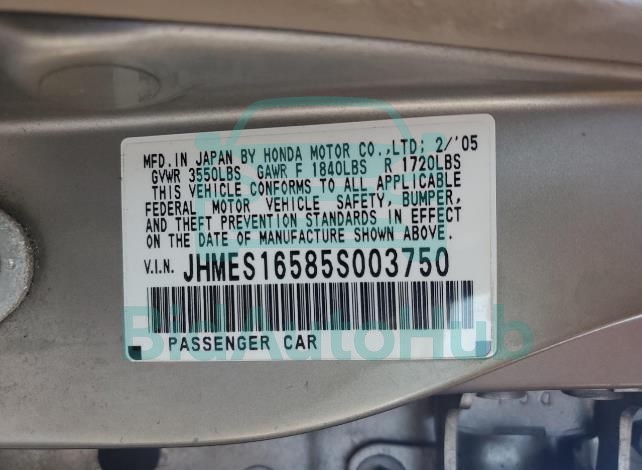 MFD.IN JAPAN BY HONDA MOTOR CO.,LTD; 2/'05
GVWR 3550LBS GAWR F 1840LBS R 1720LBS
THIS VEHICLE CONFORMS TO ALL APPLICABLE
FEDERAL MOTOR VEHICLE SAFETY, BUMPER,
AND THEFT PREVENTION STANDARDS IN EFFECT
ON THE DATE OF MANUFACTURE SHOWN ABOVE.
V.I.N. JHMES16585S003750
BidAutoHub
PASSENGER CAR